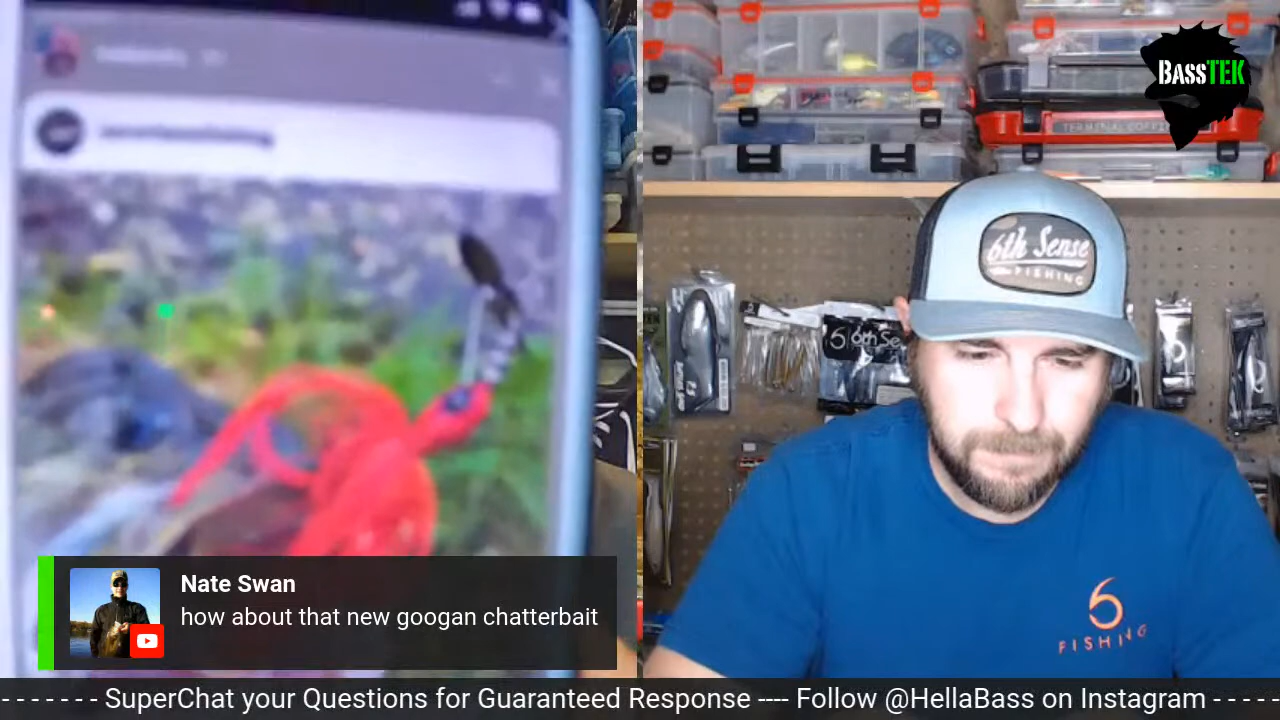 BASSTEK
TERMINAL
6th Sense
FISHING
6th Se
6
FISHING
Nate Swan
how about that new googan chatterbait
- - - - - - - SuperChat your Questions for Guaranteed Response ---- Follow @HellaBass on Instagram - - - - -